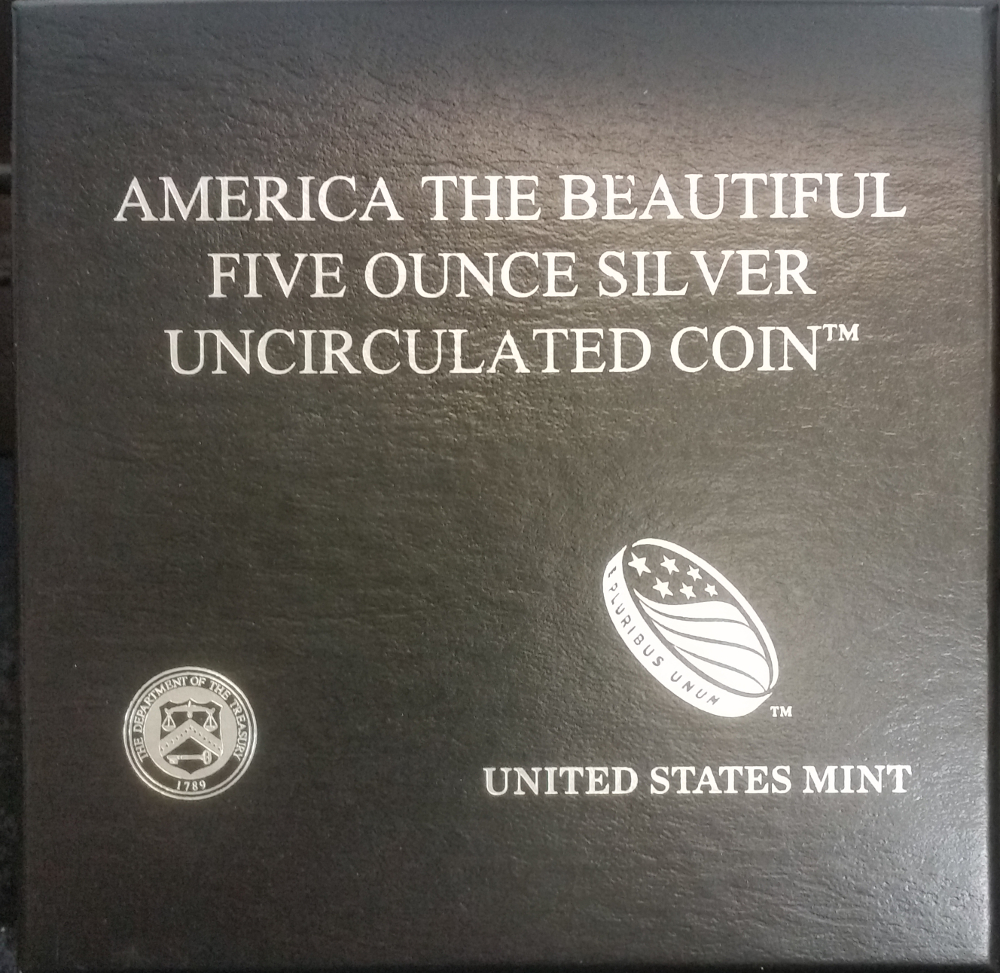 AMERICA THE BEAUTIFUL
FIVE OUNCE SILVER
UNCIRCULATED COIN™
E PLURIBUS UNUM
TM
THE DEPARTMENT OF THE TREASURY
1789
UNITED STATES MINT